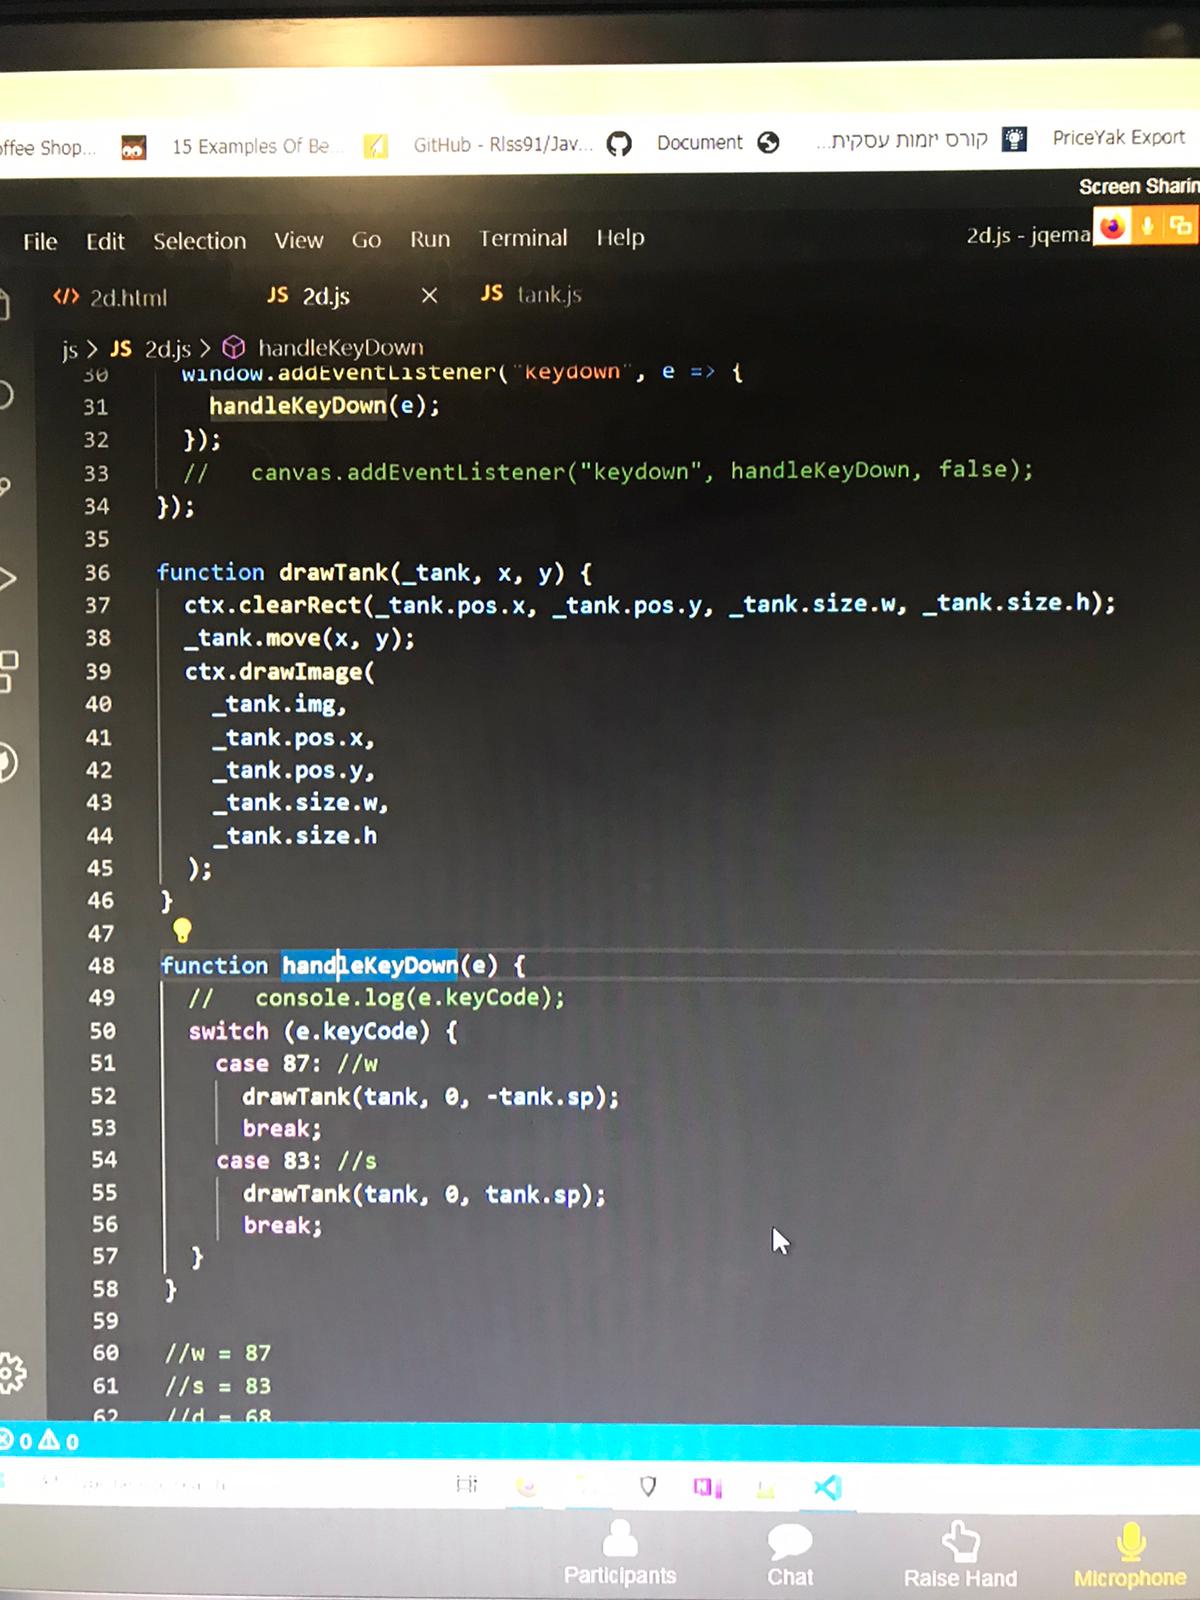 ffee Shop... 15 Examples Of Be... GitHub - Rlss91/Jav... Document קורס יזמות עסקית... PriceYak Export
Screen Sharin
File Edit Selection View Go Run Terminal Help 2d.js - jqema
</> 2d.html JS 2d.js × JS tank.js
js > JS 2d.js > handleKeyDown
30 window.addEventListener("keydown", e => {
31 handleKeyDown(e);
32 });
33 // canvas.addEventListener("keydown", handleKeyDown, false);
34 });
35
36 function drawTank(_tank, x, y) {
37 ctx.clearRect(_tank.pos.x, _tank.pos.y, _tank.size.w, _tank.size.h);
38 _tank.move(x, y);
39 ctx.drawImage(
40 _tank.img,
41 _tank.pos.x,
42 _tank.pos.y,
43 _tank.size.w,
44 _tank.size.h
45 );
46 }
47
48 function handleKeyDown(e) {
49 // console.log(e.keyCode);
50 switch (e.keyCode) {
51 case 87: //w
52 drawTank(tank, 0, -tank.sp);
53 break;
54 case 83: //s
55 drawTank(tank, 0, tank.sp);
56 break;
57 }
58 }
59
60 //w = 87
61 //s = 83
62 //d = 68
0 0
Participants Chat Raise Hand Microphone